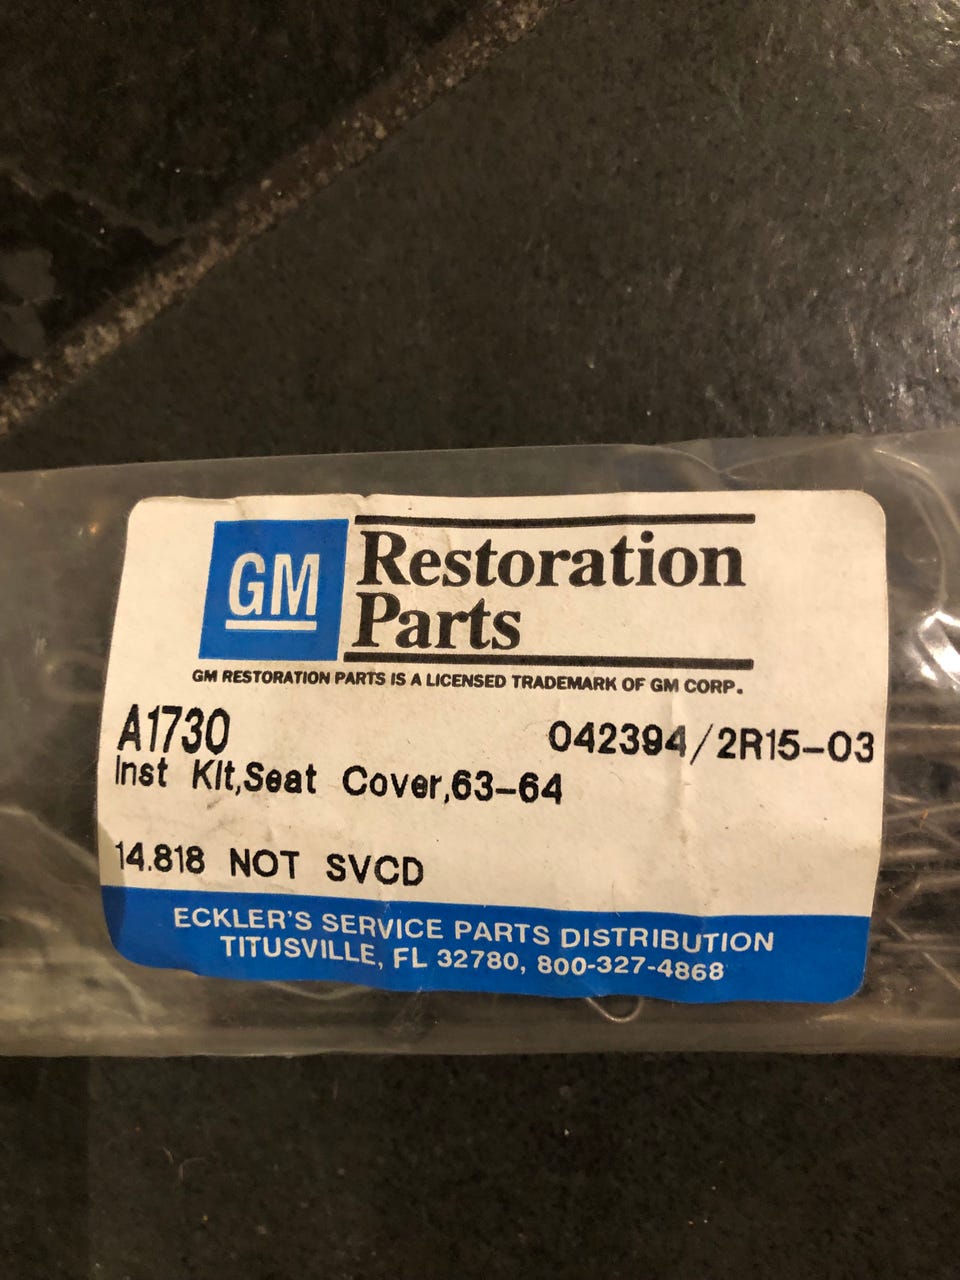 GM
Restoration
Parts
GM RESTORATION PARTS IS A LICENSED TRADEMARK OF GM CORP.
A1730 042394/2R15-03
Inst Kit,Seat Cover,63-64
14.818 NOT SVCD
ECKLER'S SERVICE PARTS DISTRIBUTION
TITUSVILLE, FL 32780, 800-327-4868